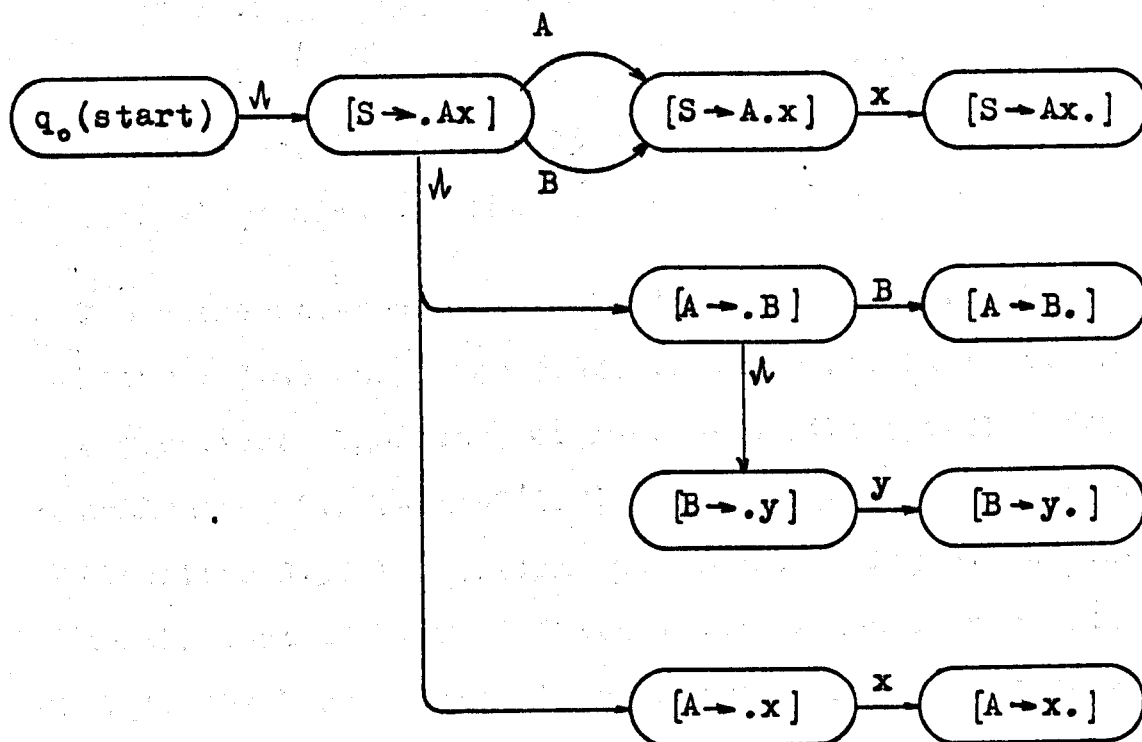 A
q₀(start) Λ [S→.Ax] [S→A.x] x [S→Ax.]
B
Λ
[A→.B] B [A→B.]
Λ
[B→.y] y [B→y.]
[A→.x] x [A→x.]